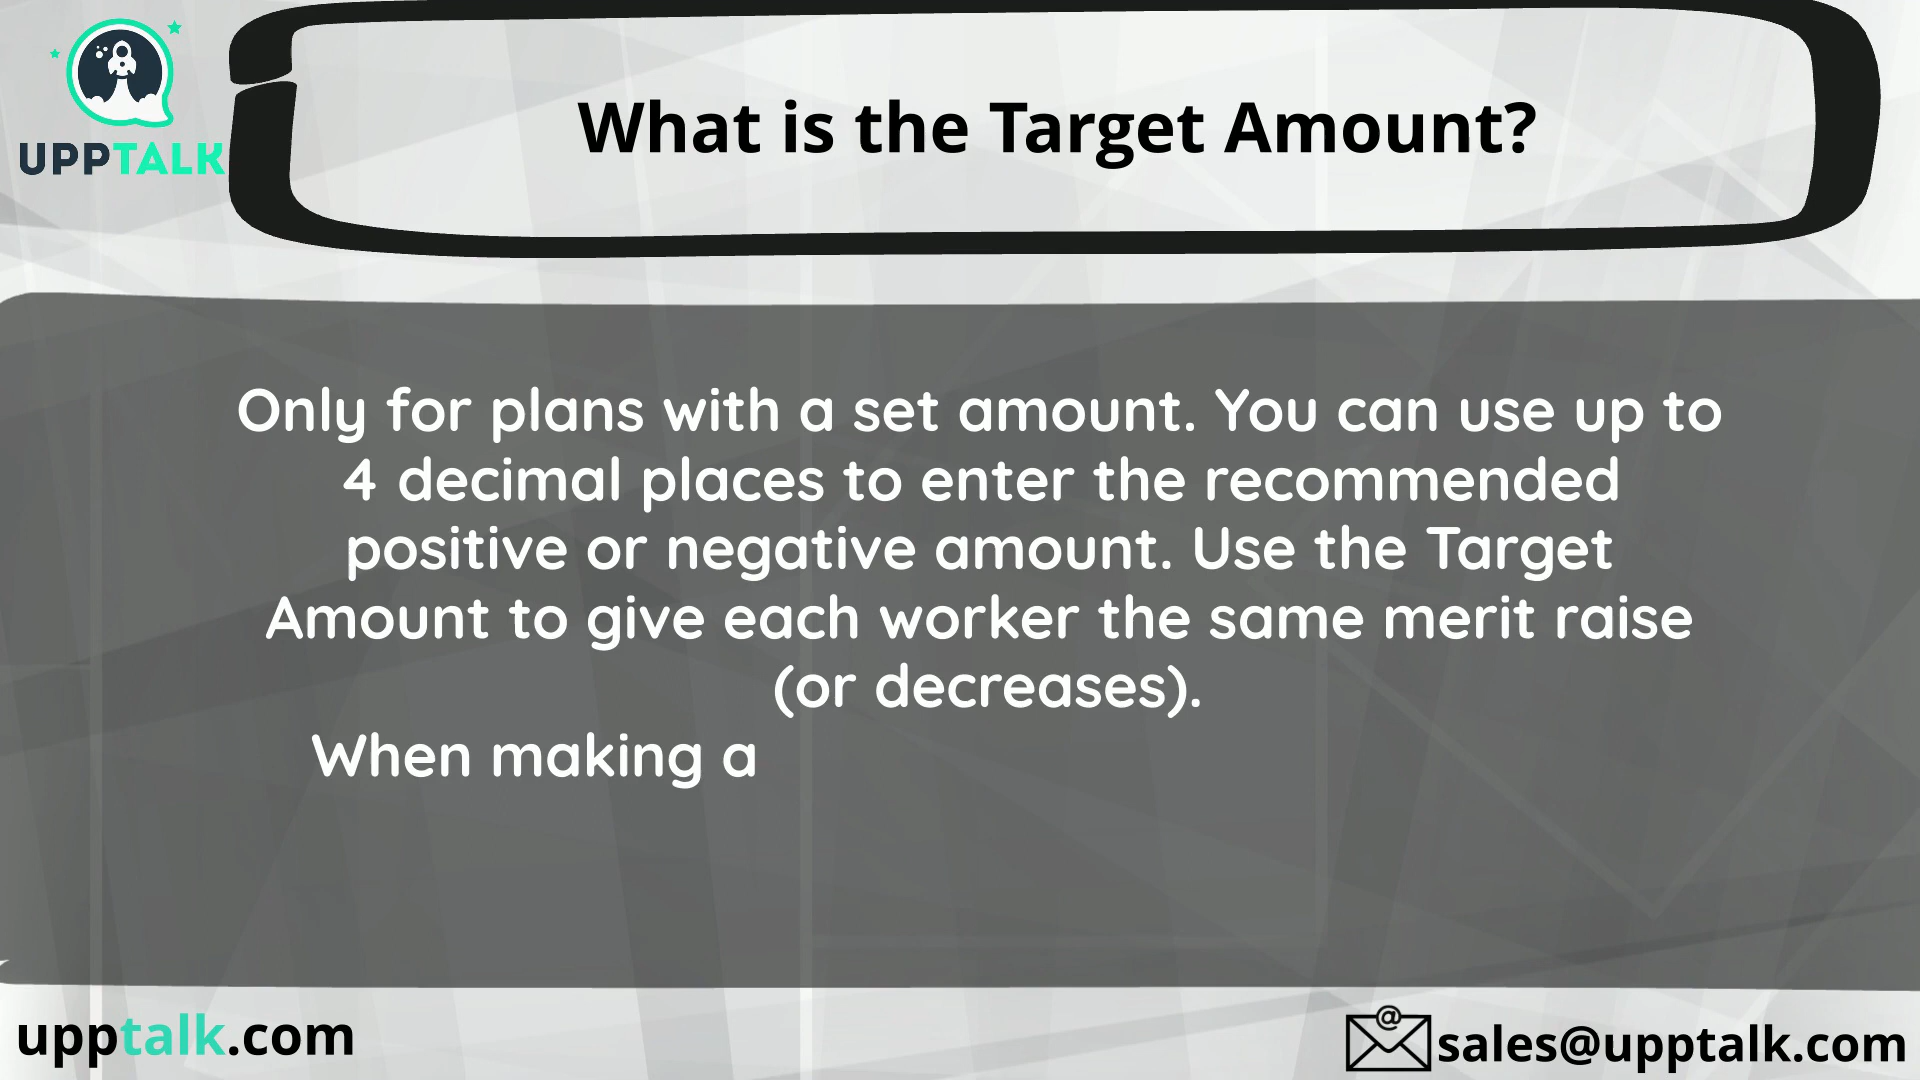 UPPTALK
What is the Target Amount?
Only for plans with a set amount. You can use up to
4 decimal places to enter the recommended
positive or negative amount. Use the Target
Amount to give each worker the same merit raise
(or decreases).
When making a
upptalk.com
@
sales@upptalk.com